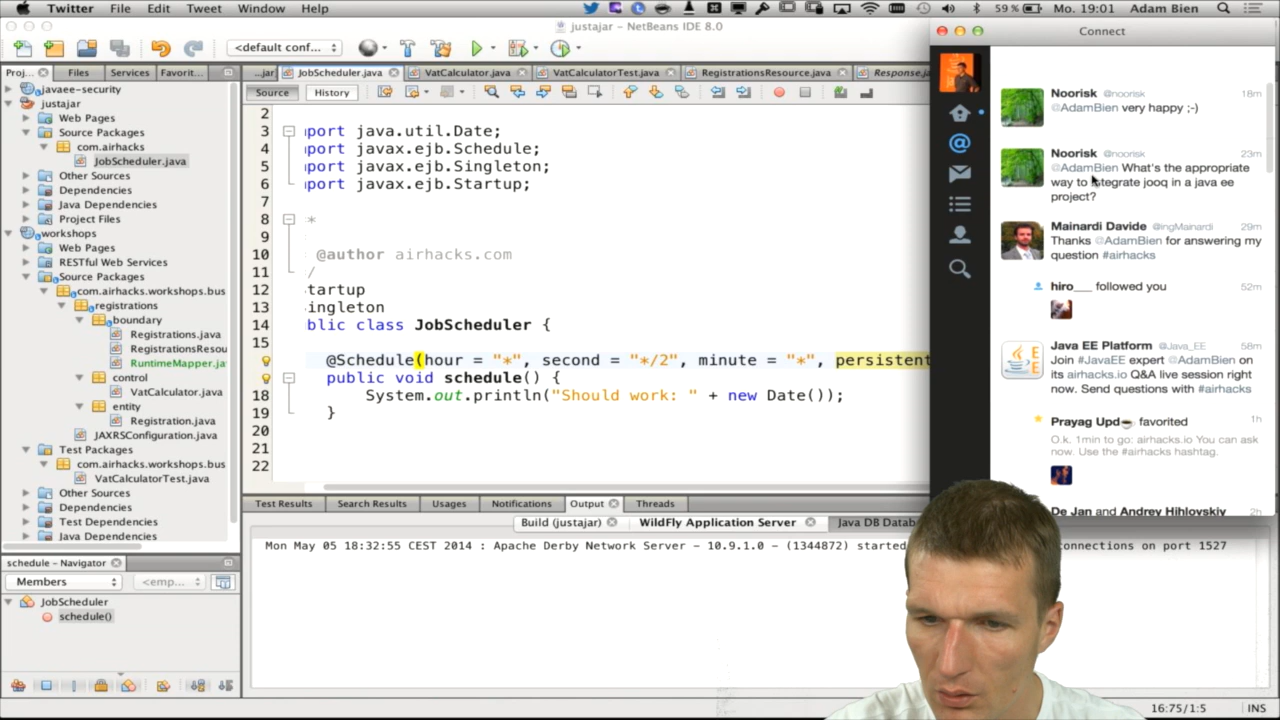 Twitter File Edit Tweet Window Help
59 % Mo. 19:01 Adam Bien
justajar - NetBeans IDE 8.0
<default conf...
Proj... Files Services Favorit...
...jar JobScheduler.java VatCalculator.java VatCalculatorTest.java RegistrationsResource.java Response.java
Source History
javaee-security
justajar
Web Pages
Source Packages
com.airhacks
JobScheduler.java
Other Sources
Dependencies
Java Dependencies
Project Files
workshops
Web Pages
RESTful Web Services
Source Packages
com.airhacks.workshops.bus
registrations
boundary
Registrations.java
RegistrationsResou
RuntimeMapper.java
control
VatCalculator.java
entity
Registration.java
JAXRSConfiguration.java
Test Packages
com.airhacks.workshops.bus
VatCalculatorTest.java
Other Sources
Dependencies
Test Dependencies
Java Dependencies
schedule - Navigator
Members <emp...
JobScheduler
schedule()
2
3 port java.util.Date;
4 port javax.ejb.Schedule;
5 port javax.ejb.Singleton;
6 port javax.ejb.Startup;
7
8 *
9
10 @author airhacks.com
11 /
12 tartup
13 ingleton
14 blic class JobScheduler {
15
@Schedule(hour = "*", second = "*/2", minute = "*", persistent
public void schedule() {
18 System.out.println("Should work: " + new Date());
19 }
20
21
22
Test Results Search Results Usages Notifications Output Threads
Build (justajar) WildFly Application Server Java DB Datab
Mon May 05 18:32:55 CEST 2014 : Apache Derby Network Server - 10.9.1.0 - (1344872) started onnections on port 1527
16:75/1:5 INS
Connect
Noorisk @noorisk 18m
@AdamBien very happy ;-)
Noorisk @noorisk 23m
@AdamBien What's the appropriate
way to integrate jooq in a java ee
project?
Mainardi Davide @ingMainardi 29m
Thanks @AdamBien for answering my
question #airhacks
hiro___ followed you 52m
Java EE Platform @Java_EE 58m
Join #JavaEE expert @AdamBien on
its airhacks.io Q&A live session right
now. Send questions with #airhacks
Prayag Upd favorited 1h
O.k. 1min to go: airhacks.io You can ask
now. Use the #airhacks hashtag.
De Jan and Andrey Hihlovskiy 2h